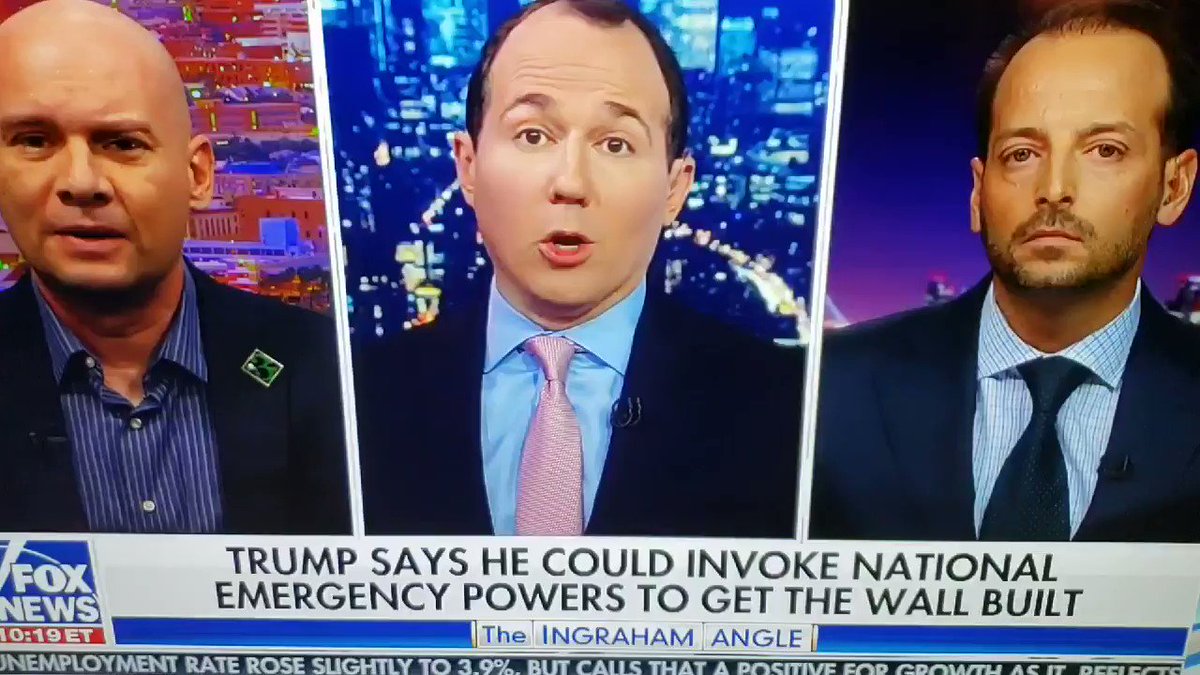 TRUMP SAYS HE COULD INVOKE NATIONAL
EMERGENCY POWERS TO GET THE WALL BUILT
FOX
NEWS
10:19 ET
The INGRAHAM ANGLE
UNEMPLOYMENT RATE ROSE SLIGHTLY TO 3.9%, BUT CALLS THAT A POSITIVE FOR GROWTH AS IT REFLECTS